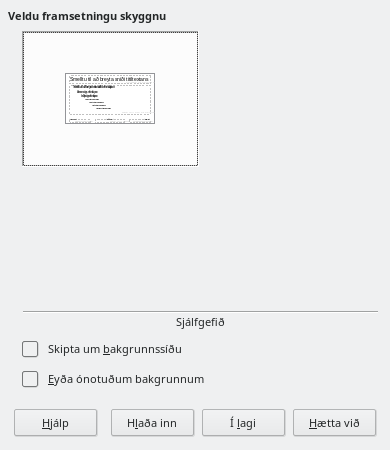 Veldu framsetningu skyggnu
Smelltu til að breyta sniði titiltextans
Sjálfgefið
Skipta um bakgrunnssíðu
Eyða ónotuðum bakgrunnum
Hjálp
Hlaða inn
Í lagi
Hætta við